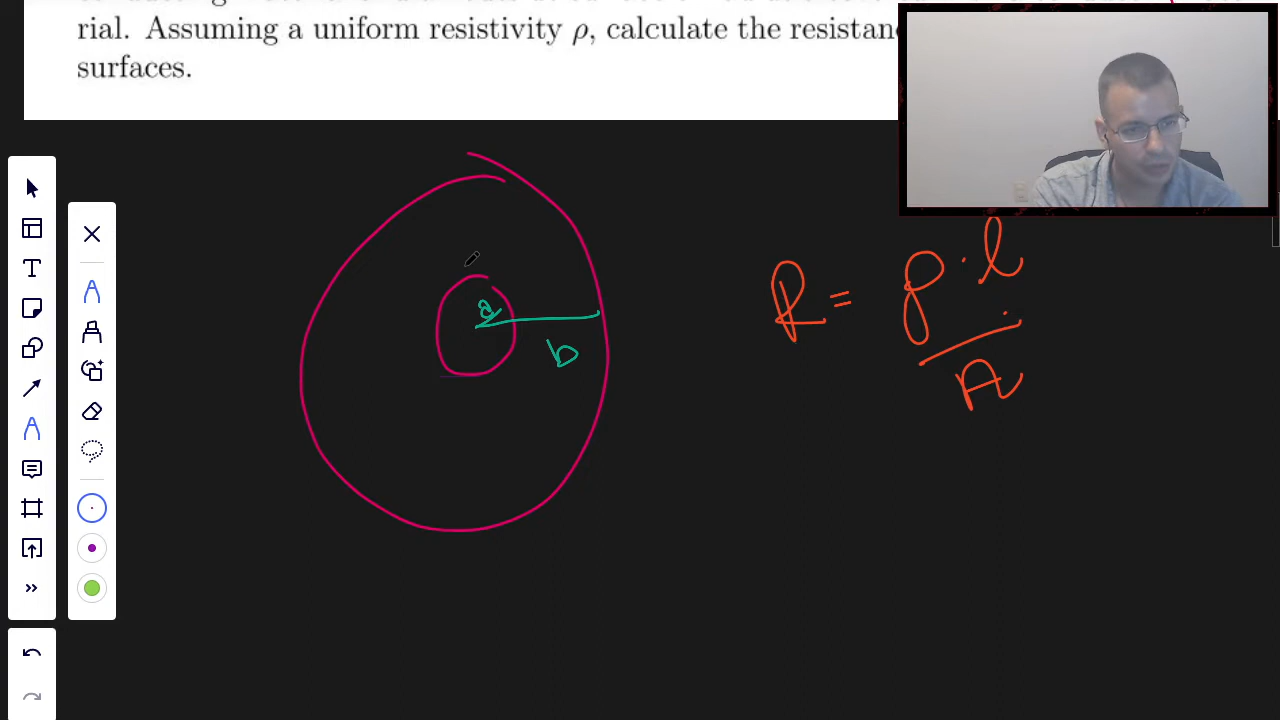 rial. Assuming a uniform resistivity ρ, calculate the resistan
surfaces.
a
b
R = ρ · l
A